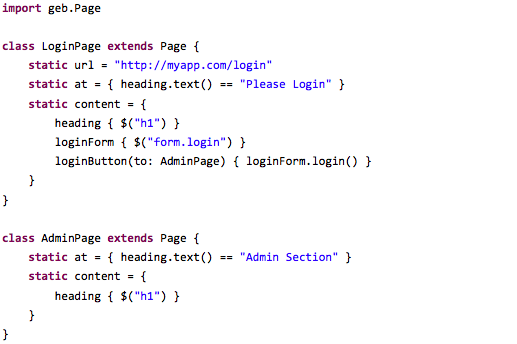 import geb.Page
class LoginPage extends Page {
static url = "http://myapp.com/login"
static at = { heading.text() == "Please Login" }
static content = {
heading { $("h1") }
loginForm { $("form.login") }
loginButton(to: AdminPage) { loginForm.login() }
}
}
class AdminPage extends Page {
static at = { heading.text() == "Admin Section" }
static content = {
heading { $("h1") }
}
}